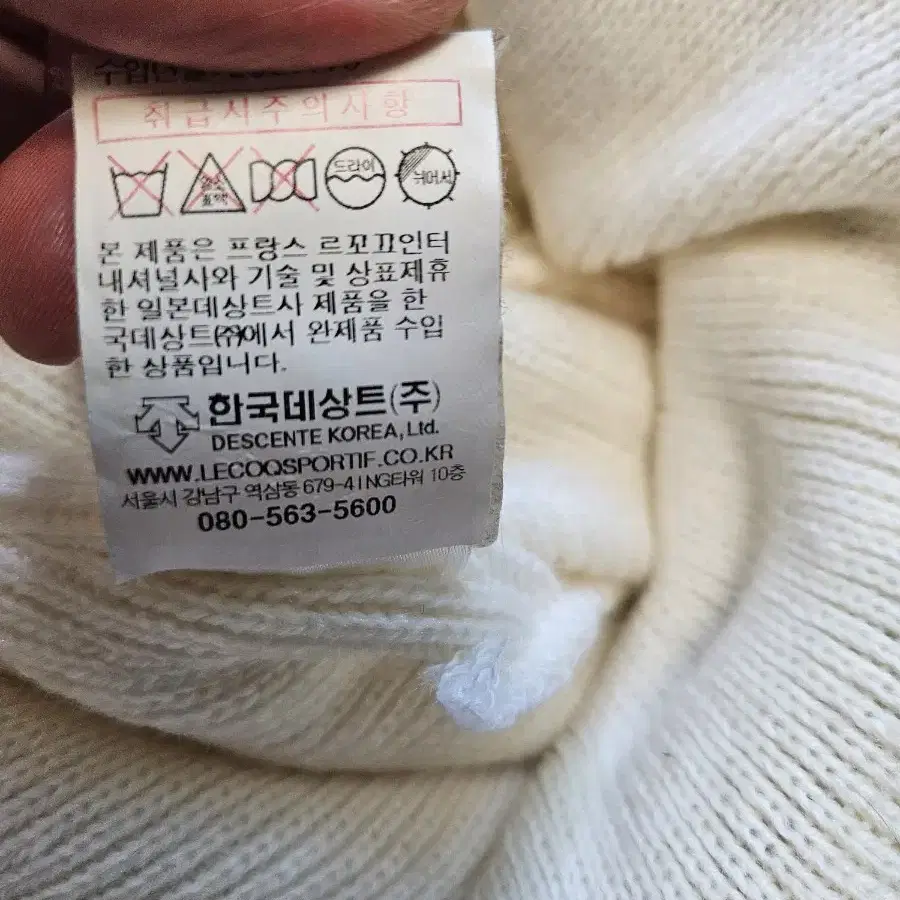 취급시주의사항
염소
표백
드라이
뉘어서
본 제품은 프랑스 르꼬끄인터
내셔널사와 기술 및 상표제휴
한 일본데상트사 제품을 한
국데상트(주)에서 완제품 수입
한 상품입니다.
한국데상트(주)
DESCENTE KOREA, Ltd.
WWW.LECOQSPORTIF.CO.KR
서울시 강남구 역삼동 679-4 ING타워 10층
080-563-5600